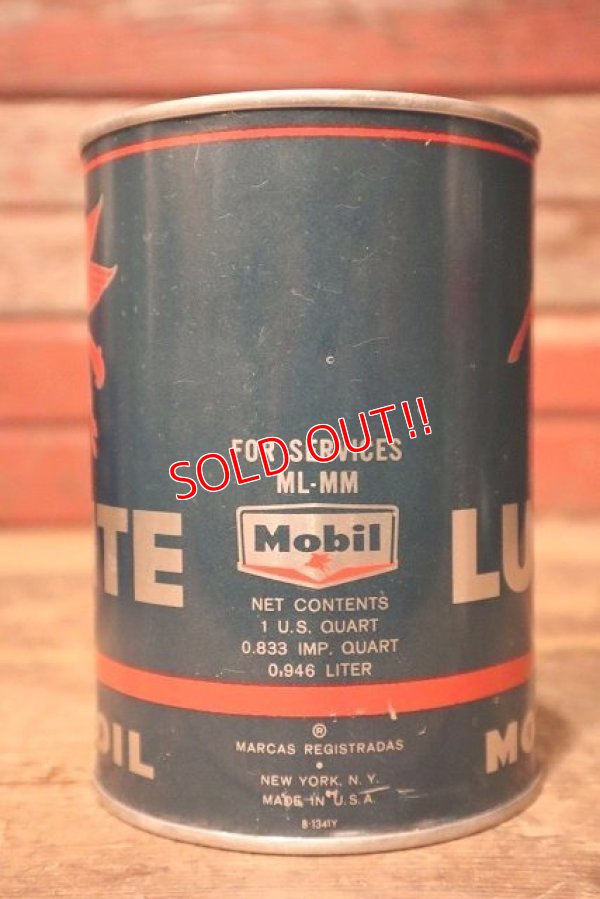 ©
SOLD OUT!!
FOR SERVICES
ML-MM
Mobil
TE
LU
NET CONTENTS
1 U.S. QUART
0.833 IMP. QUART
0.946 LITER
®
OIL
MO
MARCAS REGISTRADAS
•
NEW YORK, N.Y.
MADE IN U.S.A.
B-1341Y